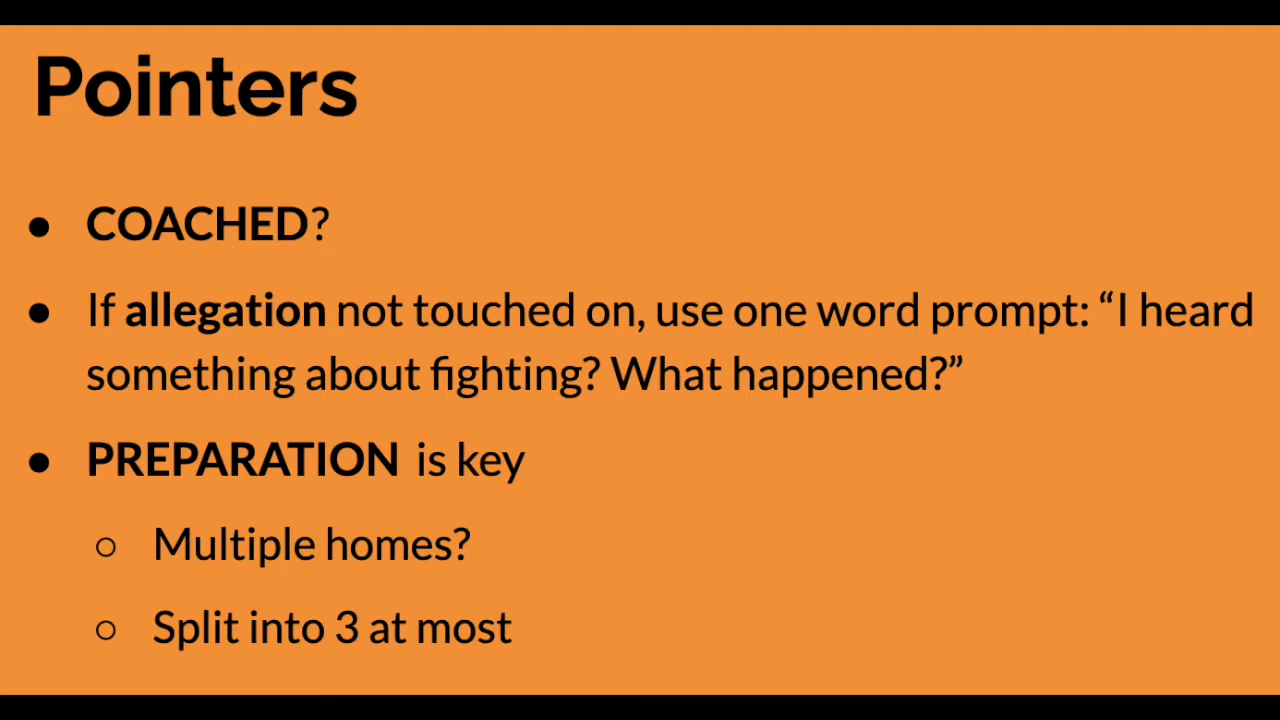 Pointers
● COACHED?
● If allegation not touched on, use one word prompt: “I heard
something about fighting? What happened?”
● PREPARATION is key
○ Multiple homes?
○ Split into 3 at most